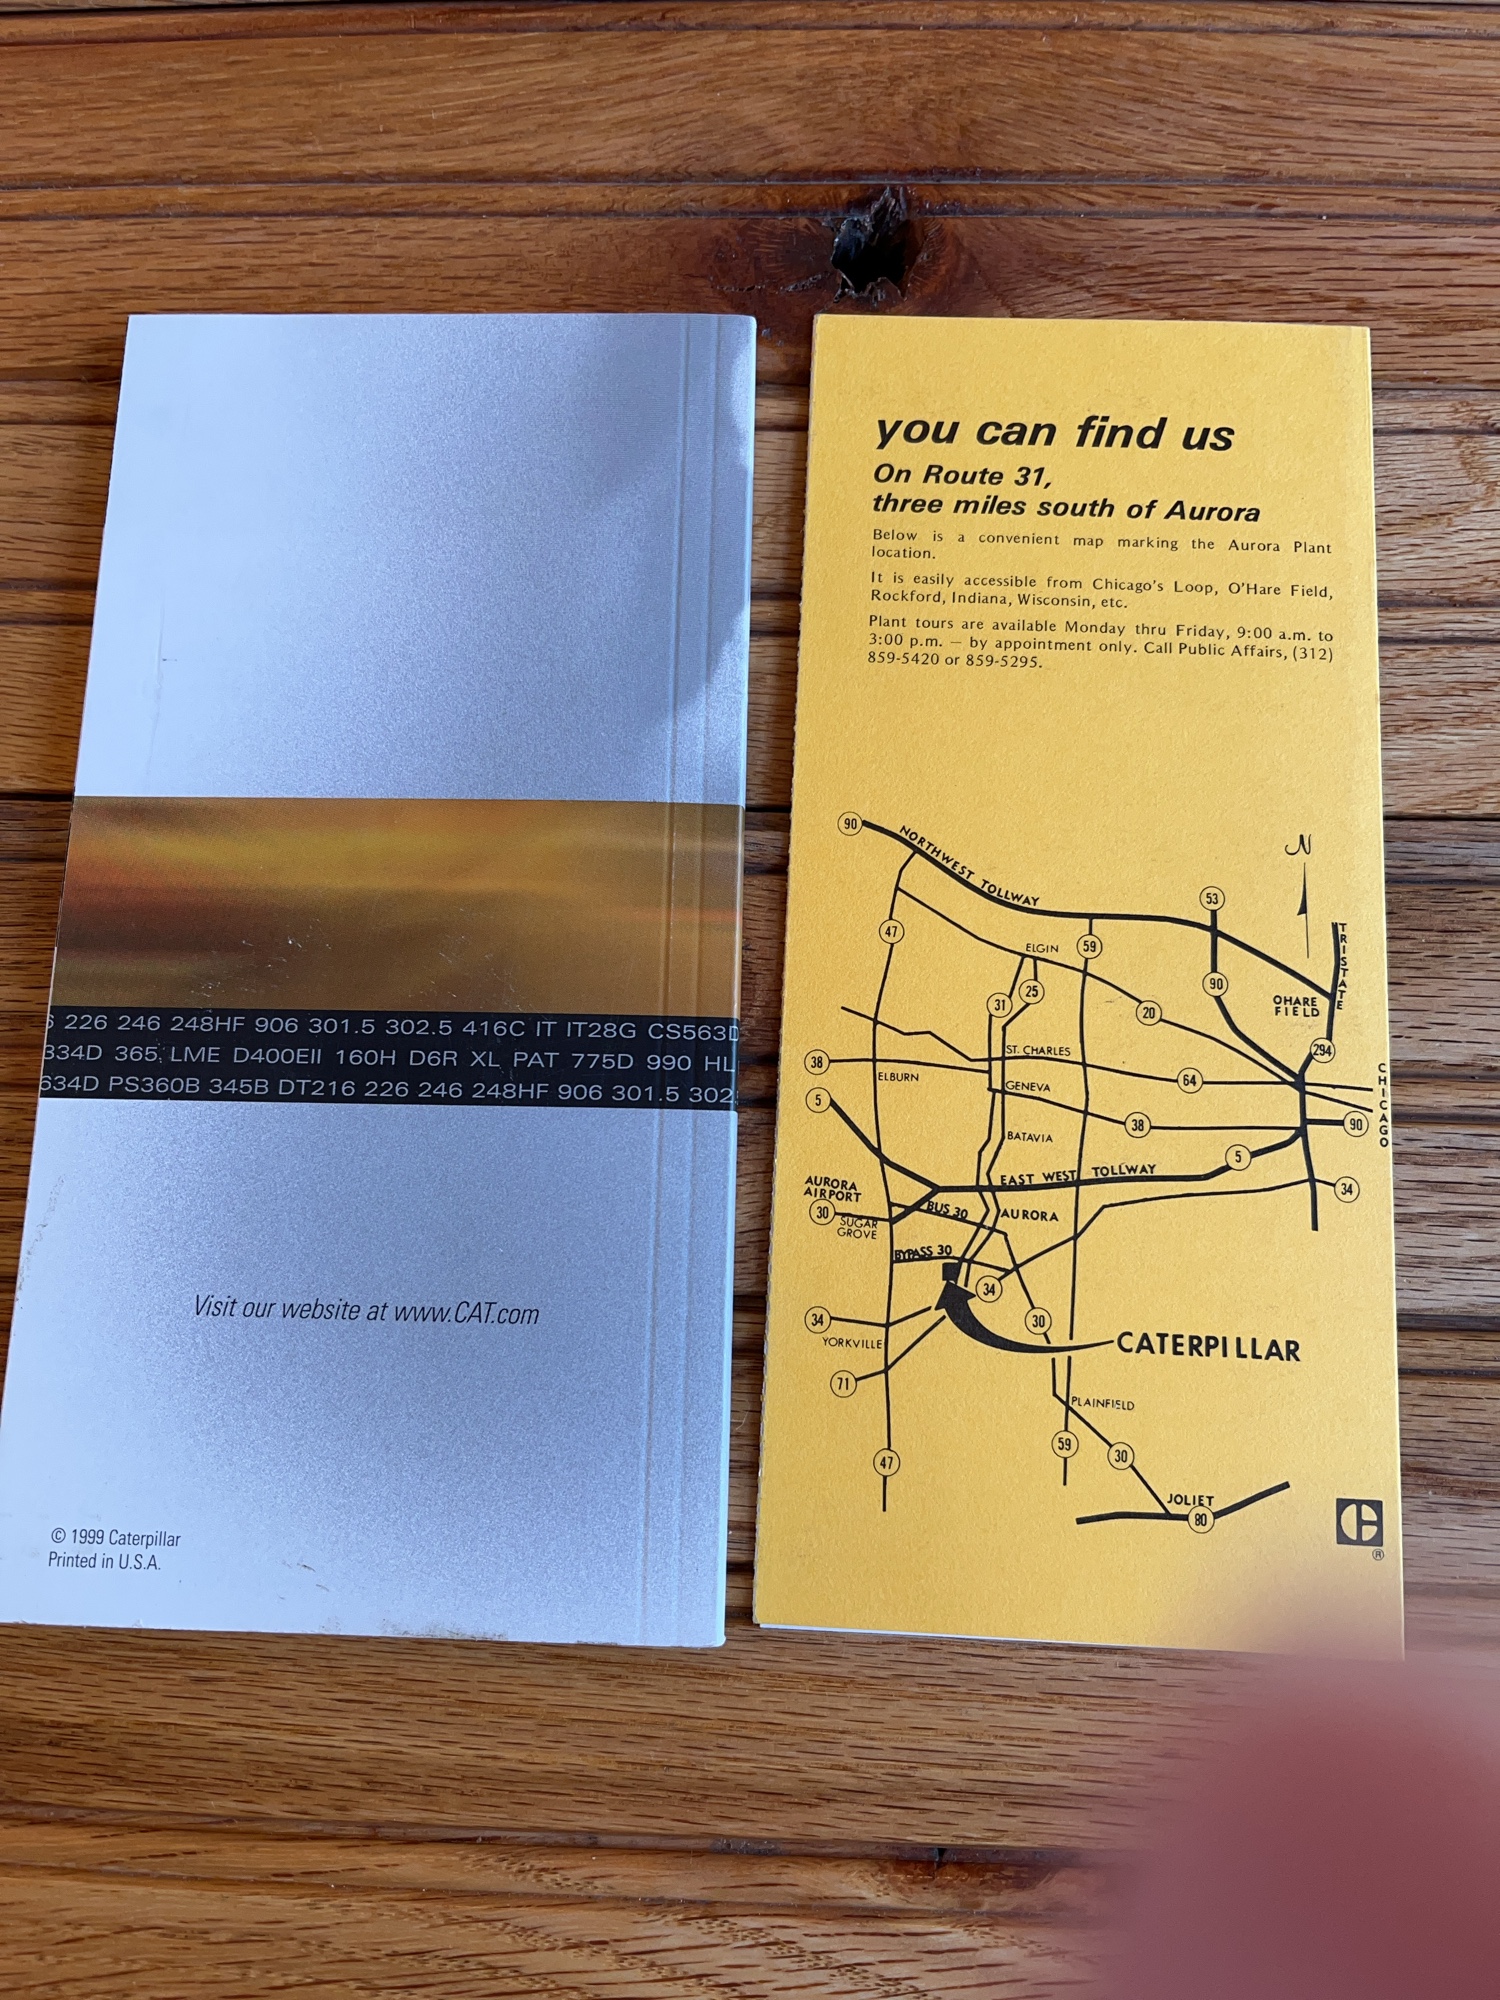 226 246 248HF 906 301.5 302.5 416C IT IT28G CS563D
334D 365 LME D400EII 160H D6R XL PAT 775D 990 HL
634D PS360B 345B DT216 226 246 248HF 906 301.5 302
Visit our website at www.CAT.com
© 1999 Caterpillar
Printed in U.S.A.
you can find us
On Route 31,
three miles south of Aurora
Below is a convenient map marking the Aurora Plant
location.
It is easily accessible from Chicago's Loop, O'Hare Field,
Rockford, Indiana, Wisconsin, etc.
Plant tours are available Monday thru Friday, 9:00 a.m. to
3:00 p.m. — by appointment only. Call Public Affairs, (312)
859-5420 or 859-5295.
90
NORTHWEST TOLLWAY
N
53
47
ELGIN
59
TRISTATE
90
25
31
OHARE
FIELD
20
294
ST. CHARLES
38
ELBURN
GENEVA
64
CHICAGO
5
38
90
BATAVIA
5
EAST WEST TOLLWAY
AURORA
AIRPORT
34
30
SUGAR
GROVE
BUS 30
AURORA
BYPASS 30
34
34
30
YORKVILLE
CATERPILLAR
71
PLAINFIELD
59
30
47
JOLIET
80
®